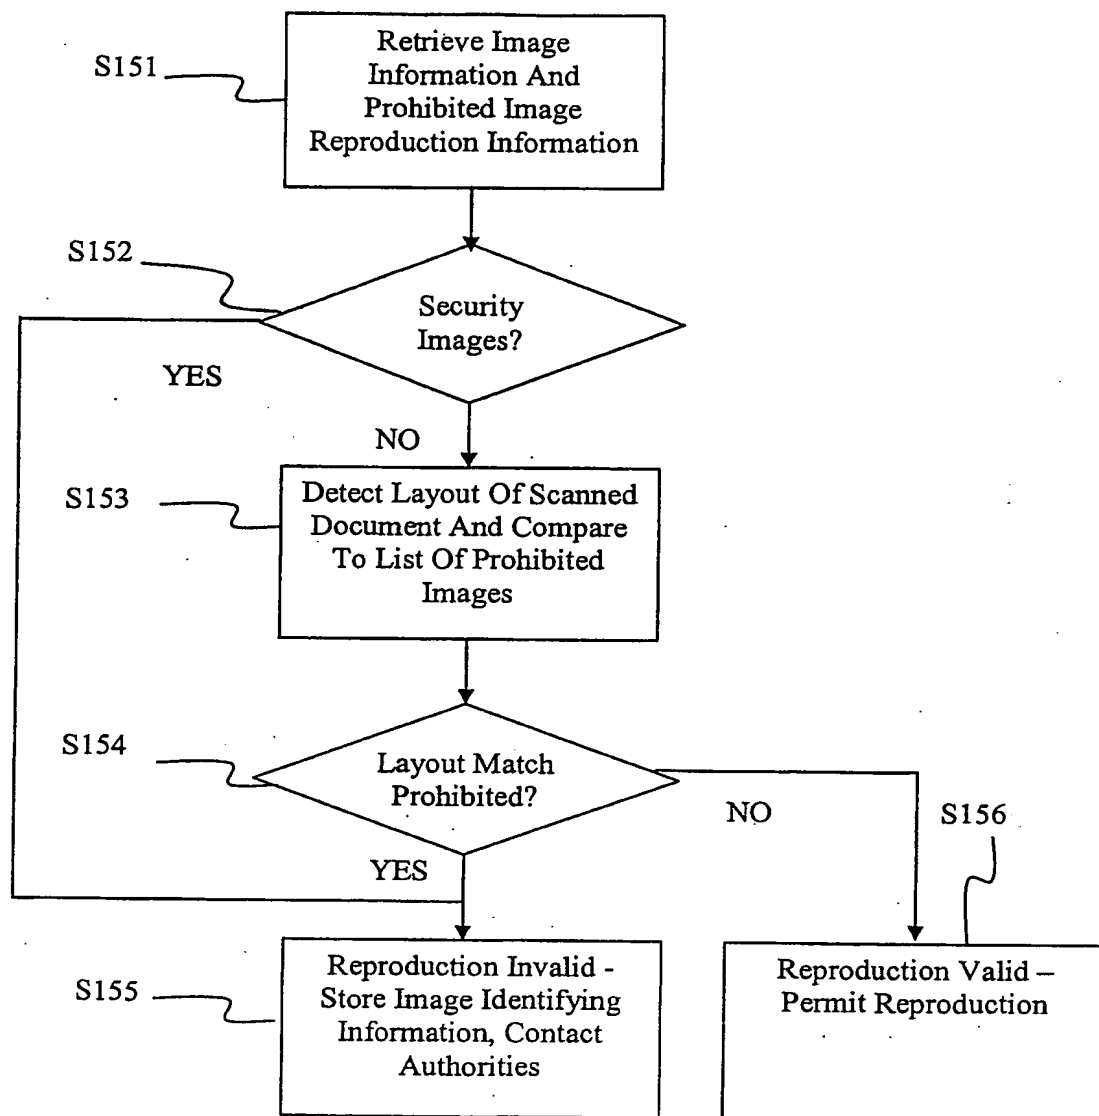 S151
Retrieve Image
Information And
Prohibited Image
Reproduction Information
S152
Security
Images?
YES
NO
S153
Detect Layout Of Scanned
Document And Compare
To List Of Prohibited
Images
S154
Layout Match
Prohibited?
NO
S156
YES
S155
Reproduction Invalid -
Store Image Identifying
Information, Contact
Authorities
Reproduction Valid –
Permit Reproduction